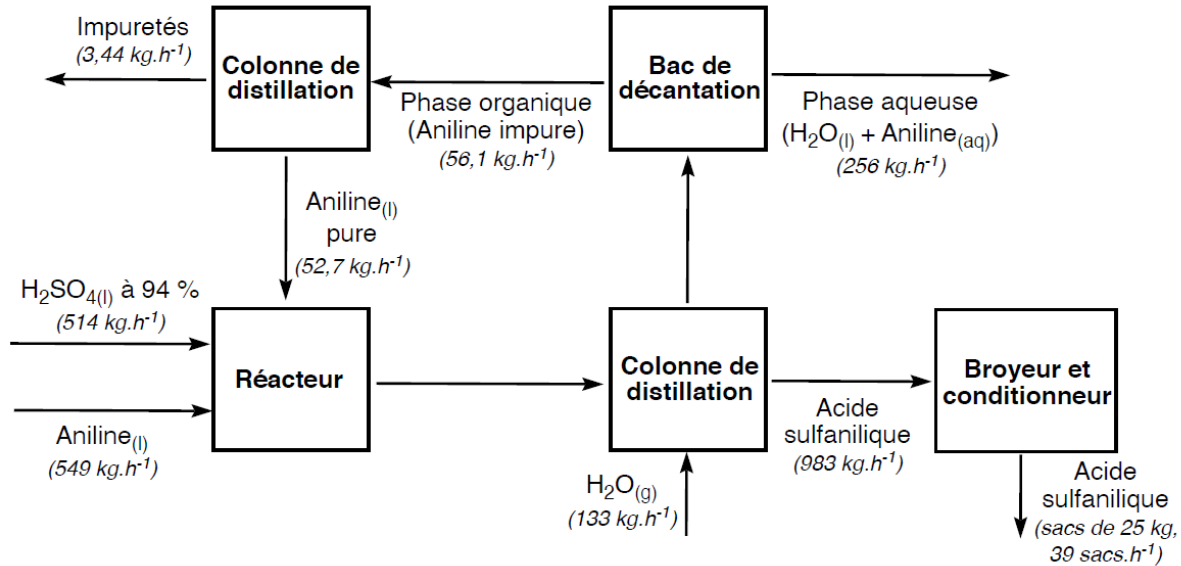 Impuretés
(3,44 kg.h⁻¹)
Colonne de
distillation
Phase organique
(Aniline impure)
(56,1 kg.h⁻¹)
Bac de
décantation
Phase aqueuse
(H₂O₍ₗ₎ + Aniline₍aq₎)
(256 kg.h⁻¹)
Aniline₍ₗ₎
pure
(52,7 kg.h⁻¹)
H₂SO₄₍ₗ₎ à 94 %
(514 kg.h⁻¹)
Réacteur
Aniline₍ₗ₎
(549 kg.h⁻¹)
Colonne de
distillation
H₂O₍g₎
(133 kg.h⁻¹)
Acide
sulfanilique
(983 kg.h⁻¹)
Broyeur et
conditionneur
Acide
sulfanilique
(sacs de 25 kg,
39 sacs.h⁻¹)